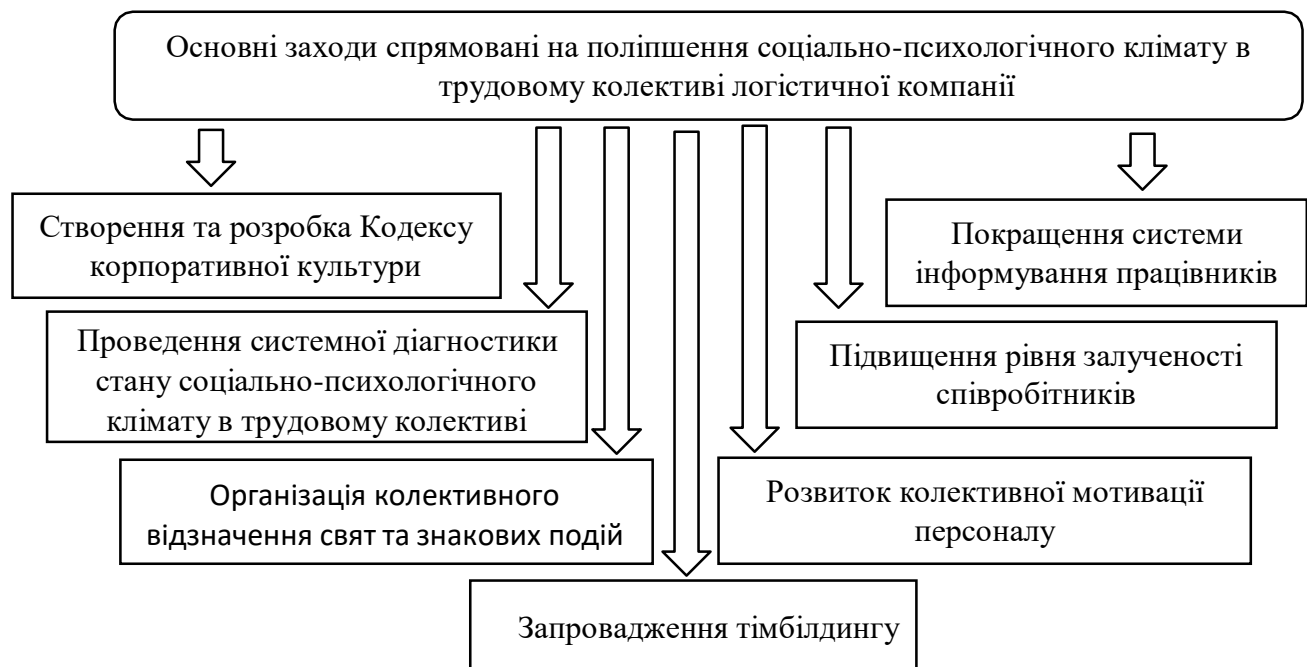 Основні заходи спрямовані на поліпшення соціально-психологічного клімату в
трудовому колективі логістичної компанії
Створення та розробка Кодексу
корпоративної культури
Покращення системи
інформування працівників
Проведення системної діагностики
стану соціально-психологічного
клімату в трудовому колективі
Підвищення рівня залученості
співробітників
Організація колективного
відзначення свят та знакових подій
Розвиток колективної мотивації
персоналу
Запровадження тімбілдингу